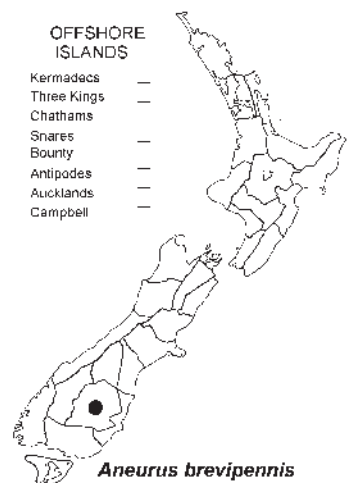 OFFSHORE
ISLANDS
Kermadecs —
Three Kings —
Chathams
Snares —
Bounty
Antipodes —
Aucklands —
Campbell —
Aneurus brevipennis